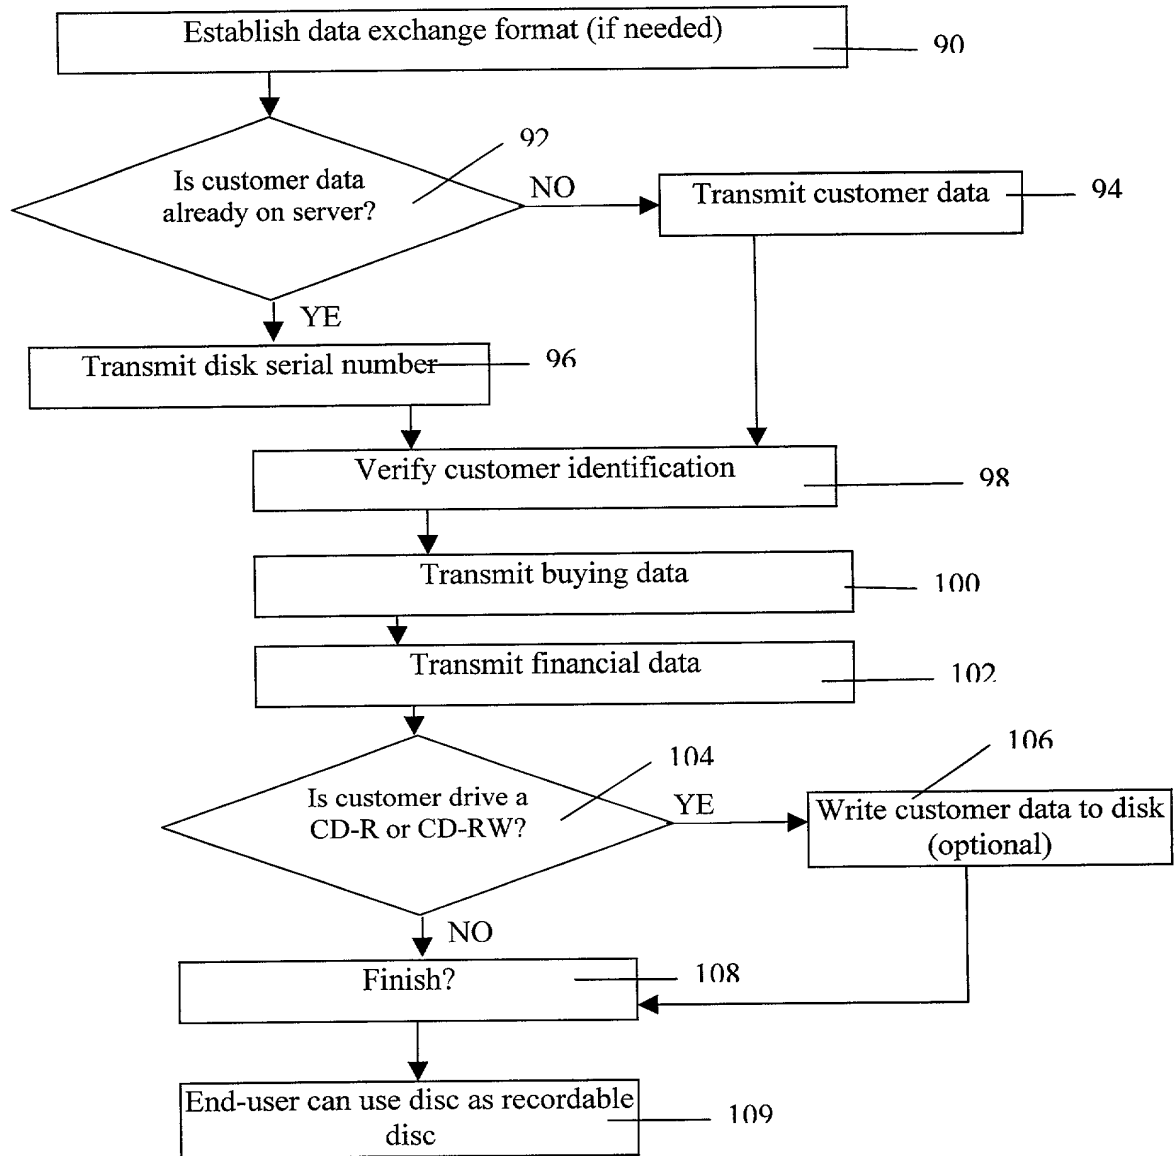 Establish data exchange format (if needed)
90
92
Is customer data
already on server?
NO
Transmit customer data
94
YE
Transmit disk serial number
96
Verify customer identification
98
Transmit buying data
100
Transmit financial data
102
104
106
Is customer drive a
CD-R or CD-RW?
YE
Write customer data to disk
(optional)
NO
Finish?
108
End-user can use disc as recordable
disc
109